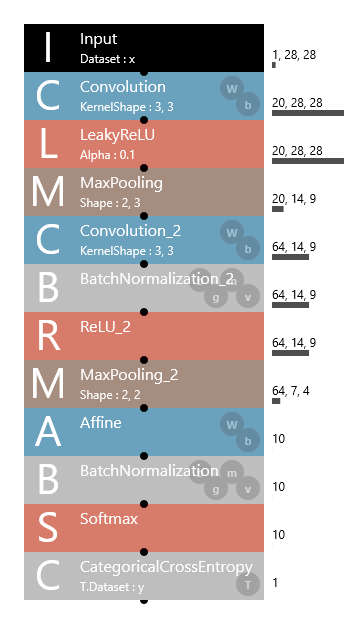 I Input 1, 28, 28
Dataset : x
C Convolution W b 20, 28, 28
KernelShape : 3, 3
L LeakyReLU 20, 28, 28
Alpha : 0.1
M MaxPooling 20, 14, 9
Shape : 2, 3
C Convolution_2 W b 64, 14, 9
KernelShape : 3, 3
B BatchNormalization_2 g v 64, 14, 9
R ReLU_2 64, 14, 9
M MaxPooling_2 64, 7, 4
Shape : 2, 2
A Affine W b 10
B BatchNormalization m g v 10
S Softmax 10
C CategoricalCrossEntropy 1
T.Dataset : y T